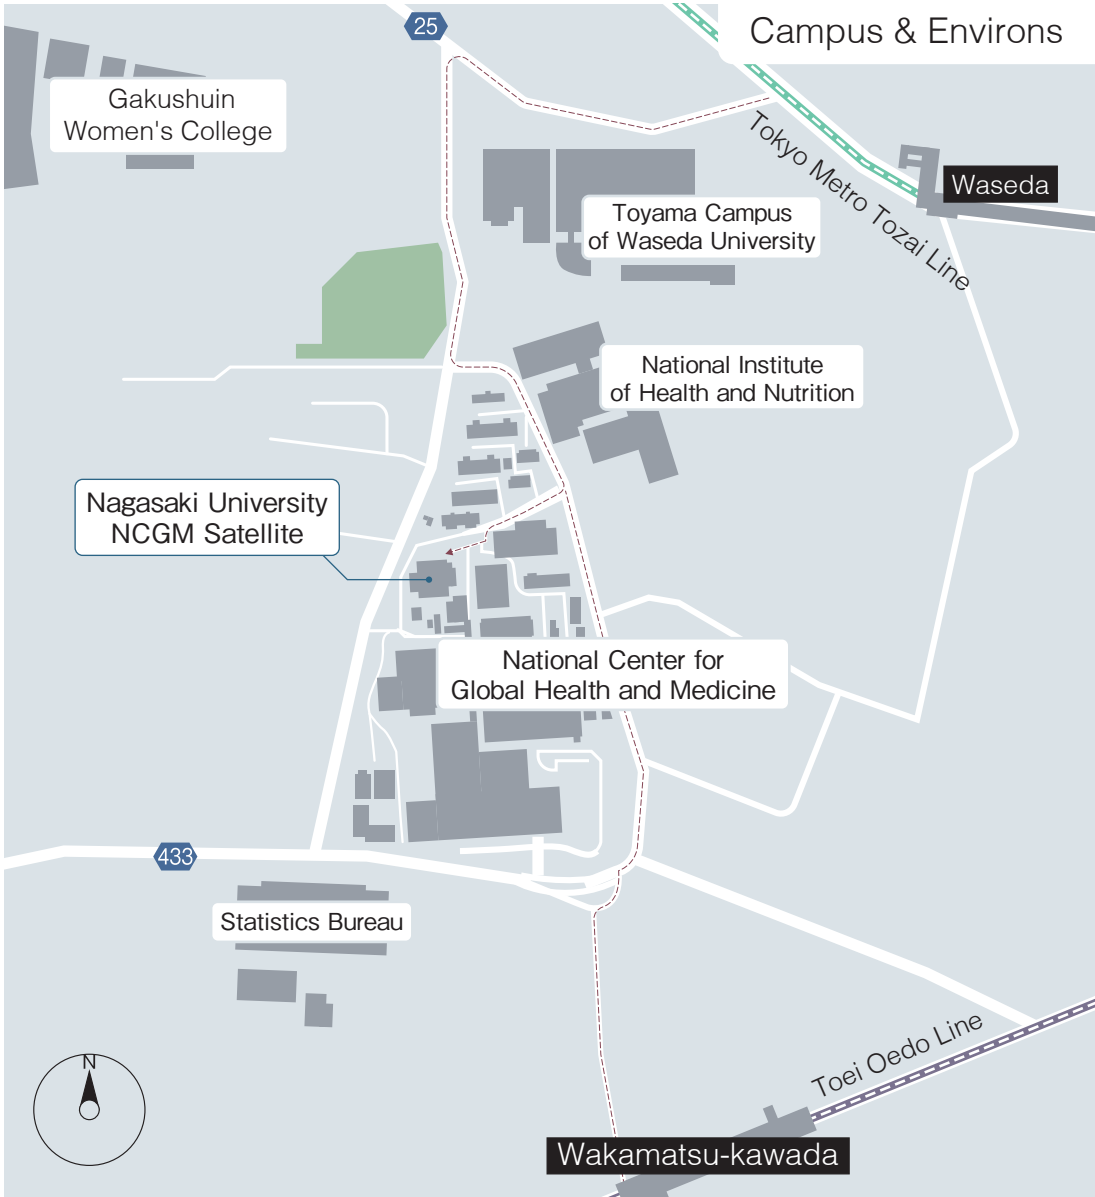 25
Campus & Environs
Gakushuin
Women's College
Tokyo Metro Tozai Line
Waseda
Toyama Campus
of Waseda University
National Institute
of Health and Nutrition
Nagasaki University
NCGM Satellite
National Center for
Global Health and Medicine
433
Statistics Bureau
N
Toei Oedo Line
Wakamatsu-kawada